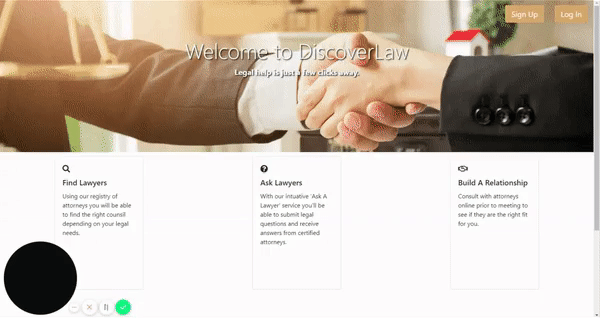 Sign Up
Log In
Welcome to DiscoverLaw
Legal help is just a few clicks away.
Find Lawyers
Using our registry of
attorneys you will be able
to find the right counsil
depending on your legal
needs.
Ask Lawyers
With our intuative 'Ask A
Lawyer' service you'll be
able to submit legal
questions and receive
answers from certified
attorneys.
Build A Relationship
Consult with attorneys
online prior to meeting to
see if they are the right fit
for you.